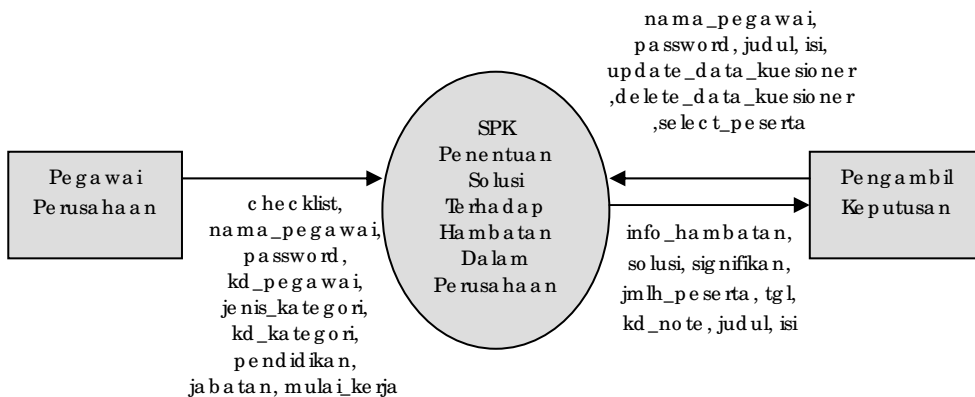 Pegawai
Perusahaan
checklist,
nama_pegawai,
password,
kd_pegawai,
jenis_kategori,
kd_kategori,
pendidikan,
jabatan, mulai_kerja
SPK
Penentuan
Solusi
Terhadap
Hambatan
Dalam
Perusahaan
nama_pegawai,
password, judul, isi,
update_data_kuesioner
,delete_data_kuesioner
,select_peserta
Pengambil
Keputusan
info_hambatan,
solusi, signifikan,
jmlh_peserta, tgl,
kd_note, judul, isi